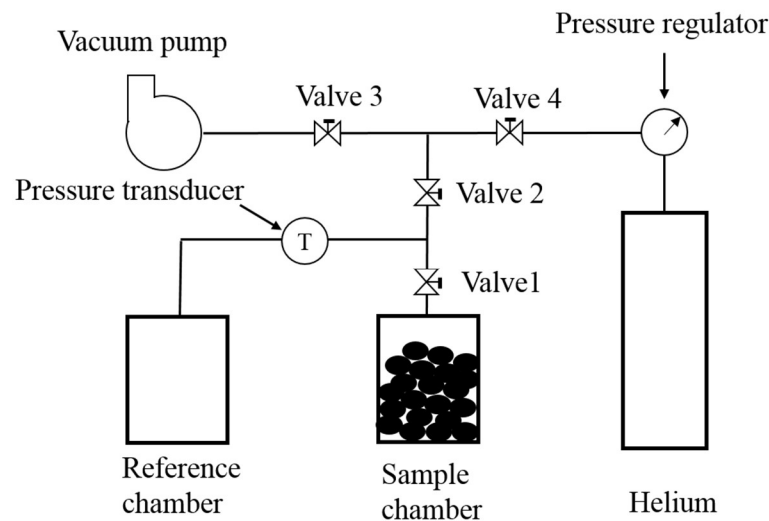 Pressure regulator
Vacuum pump
Valve 3
Valve 4
Pressure transducer
Valve 2
T
Valve1
Reference
chamber
Sample
chamber
Helium